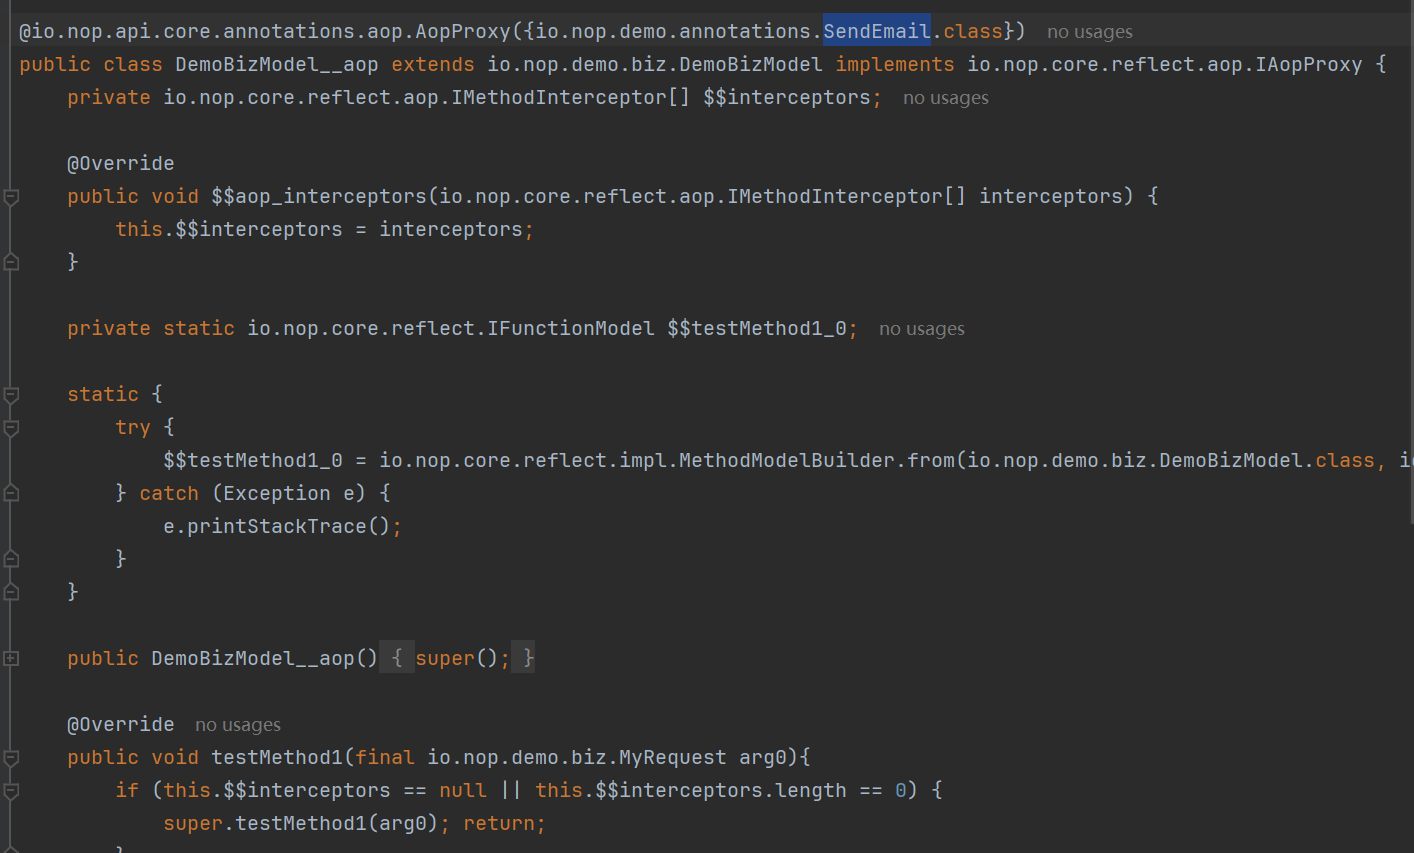 @io.nop.api.core.annotations.aop.AopProxy({io.nop.demo.annotations.SendEmail.class}) no usages
public class DemoBizModel__aop extends io.nop.demo.biz.DemoBizModel implements io.nop.core.reflect.aop.IAopProxy {
private io.nop.core.reflect.aop.IMethodInterceptor[] $$interceptors; no usages
@Override
public void $$aop_interceptors(io.nop.core.reflect.aop.IMethodInterceptor[] interceptors) {
this.$$interceptors = interceptors;
}
private static io.nop.core.reflect.IFunctionModel $$testMethod1_0; no usages
static {
try {
$$testMethod1_0 = io.nop.core.reflect.impl.MethodModelBuilder.from(io.nop.demo.biz.DemoBizModel.class,
} catch (Exception e) {
e.printStackTrace();
}
}
public DemoBizModel__aop() { super(); }
@Override no usages
public void testMethod1(final io.nop.demo.biz.MyRequest arg0){
if (this.$$interceptors == null || this.$$interceptors.length == 0) {
super.testMethod1(arg0); return;